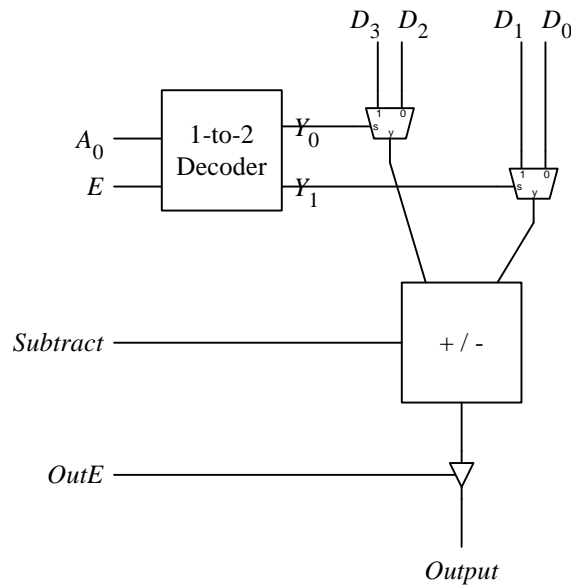 D3 D2 D1 D0
1 0
1-to-2
Decoder
A0
Y0
s
y
E
Y1
1 0
s
y
Subtract
+ / -
OutE
Output